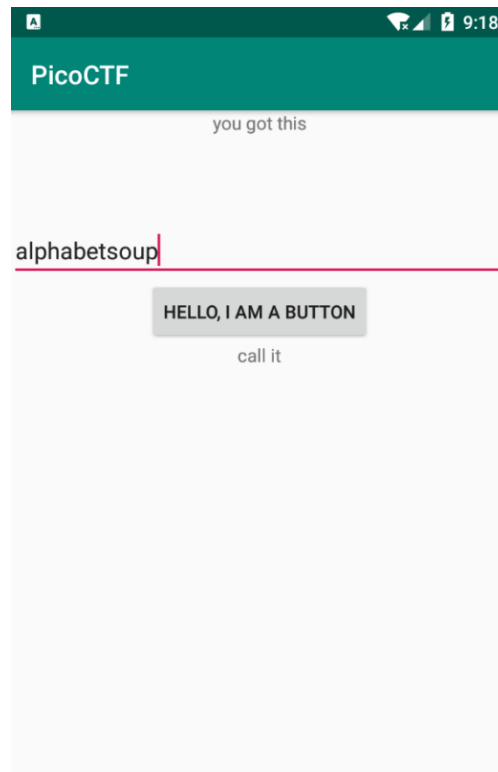 9:18
PicoCTF
you got this
alphabetsoup
HELLO, I AM A BUTTON
call it